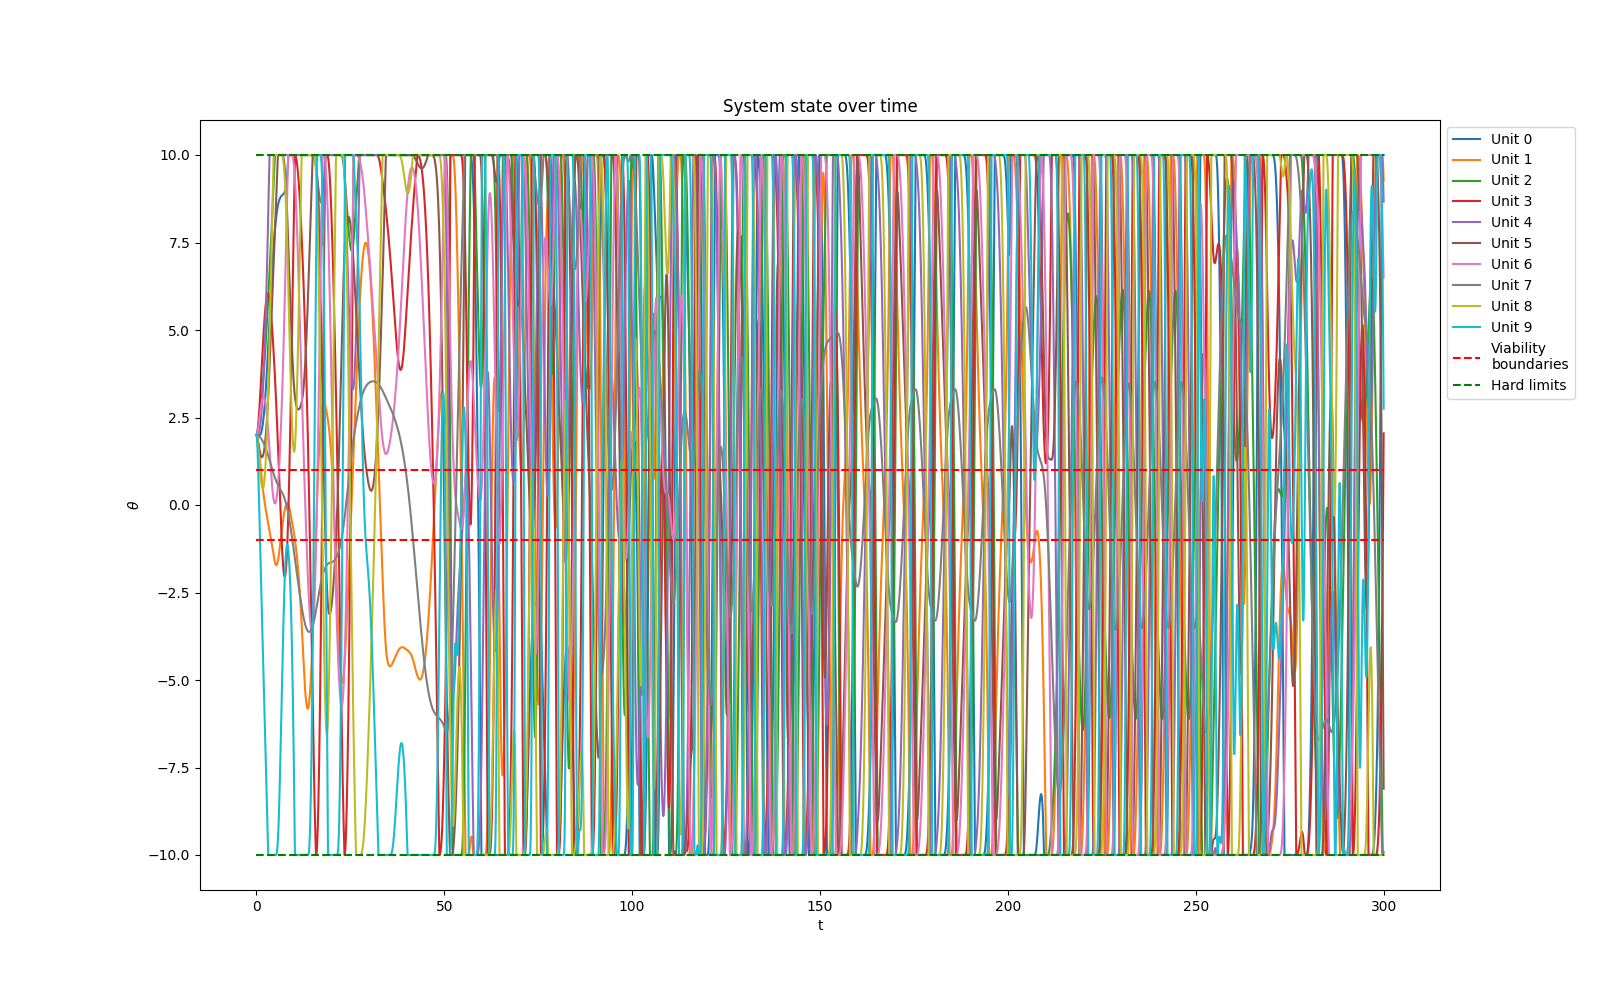 System state over time
10.0
7.5
5.0
2.5
0.0
−2.5
−5.0
−7.5
−10.0
θ
0
50
100
150
200
250
300
t
Unit 0
Unit 1
Unit 2
Unit 3
Unit 4
Unit 5
Unit 6
Unit 7
Unit 8
Unit 9
Viability
boundaries
Hard limits